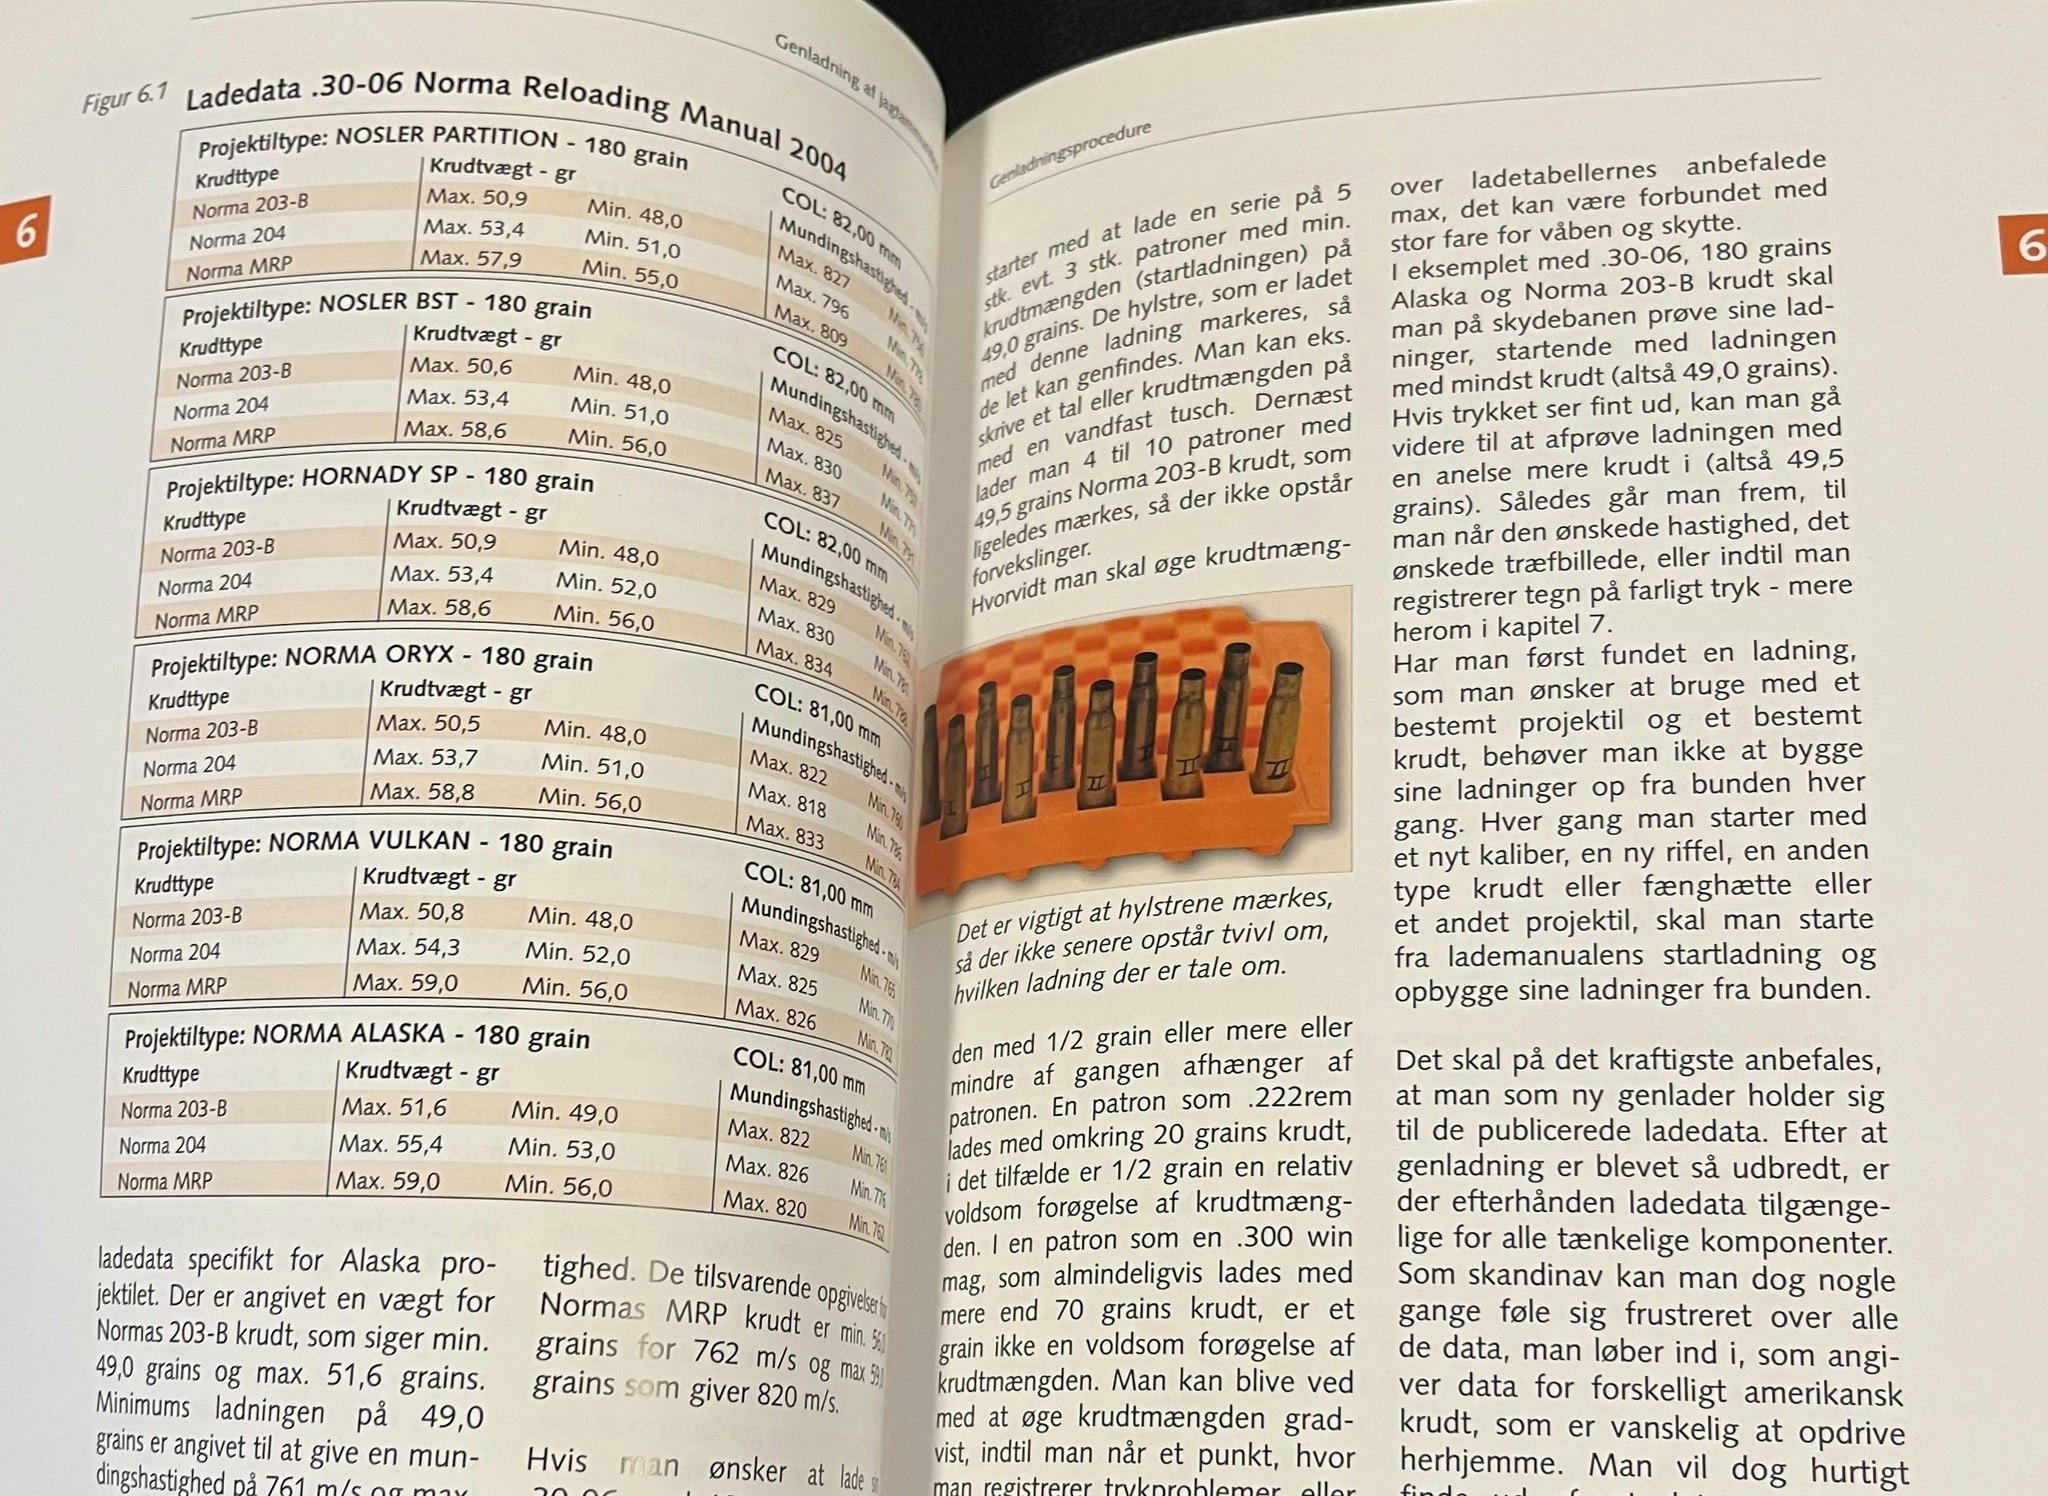 Genladning af
Figur 6.1
Ladedata .30-06 Norma Reloading Manual 2004
Projektiltype: NOSLER PARTITION - 180 grain COL: 82,00 mm
Krudttype Krudtvægt - gr Mundingshastighed - m/s
Norma 203-B Max. 50,9 Min. 48,0 Max. 827
Norma 204 Max. 53,4 Min. 51,0 Max. 796
Norma MRP Max. 57,9 Min. 55,0 Max. 809
Projektiltype: NOSLER BST - 180 grain COL: 82,00 mm
Krudttype Krudtvægt - gr Mundingshastighed - m/s
Norma 203-B Max. 50,6 Min. 48,0 Max. 825
Norma 204 Max. 53,4 Min. 51,0 Max. 830
Norma MRP Max. 58,6 Min. 56,0 Max. 837
Projektiltype: HORNADY SP - 180 grain COL: 82,00 mm
Krudttype Krudtvægt - gr Mundingshastighed - m/s
Norma 203-B Max. 50,9 Min. 48,0 Max. 829
Norma 204 Max. 53,4 Min. 52,0 Max. 830
Norma MRP Max. 58,6 Min. 56,0 Max. 834
Projektiltype: NORMA ORYX - 180 grain COL: 81,00 mm
Krudttype Krudtvægt - gr Mundingshastighed - m/s
Norma 203-B Max. 50,5 Min. 48,0 Max. 822 Min. 760
Norma 204 Max. 53,7 Min. 51,0 Max. 818 Min. 786
Norma MRP Max. 58,8 Min. 56,0 Max. 833 Min. 784
Projektiltype: NORMA VULKAN - 180 grain COL: 81,00 mm
Krudttype Krudtvægt - gr Mundingshastighed - m/s
Norma 203-B Max. 50,8 Min. 48,0 Max. 829 Min. 765
Norma 204 Max. 54,3 Min. 52,0 Max. 825 Min. 770
Norma MRP Max. 59,0 Min. 56,0 Max. 826 Min. 782
Projektiltype: NORMA ALASKA - 180 grain COL: 81,00 mm
Krudttype Krudtvægt - gr Mundingshastighed - m/s
Norma 203-B Max. 51,6 Min. 49,0 Max. 822 Min. 761
Norma 204 Max. 55,4 Min. 53,0 Max. 826 Min. 776
Norma MRP Max. 59,0 Min. 56,0 Max. 820 Min. 762
6
ladedata specifikt for Alaska pro-
jektilet. Der er angivet en vægt for
Normas 203-B krudt, som siger min.
49,0 grains og max. 51,6 grains.
Minimums ladningen på 49,0
grains er angivet til at give en mun-
dingshastighed på 761 m/s og max.
tighed. De tilsvarende opgivelser for
Normas MRP krudt er min. 56,0
grains for 762 m/s og max 59,0
grains som giver 820 m/s.
Hvis man ønsker at lade
Genladningsprocedure
starter med at lade en serie på 5
stk. evt. 3 stk. patroner med min.
krudtmængden (startladningen) på
49,0 grains. De hylstre, som er ladet
med denne ladning markeres, så
de let kan genfindes. Man kan eks.
skrive et tal eller krudtmængden på
med en vandfast tusch. Dernæst
lader man 4 til 10 patroner med
49,5 grains Norma 203-B krudt, som
ligeledes mærkes, så der ikke opstår
forvekslinger.
Hvorvidt man skal øge krudtmæng-
I I I I II II II II II
Det er vigtigt at hylstrene mærkes,
så der ikke senere opstår tvivl om,
hvilken ladning der er tale om.
den med 1/2 grain eller mere eller
mindre af gangen afhænger af
patronen. En patron som .222rem
lades med omkring 20 grains krudt,
i det tilfælde er 1/2 grain en relativ
voldsom forøgelse af krudtmæng-
den. I en patron som en .300 win
mag, som almindeligvis lades med
mere end 70 grains krudt, er et
grain ikke en voldsom forøgelse af
krudtmængden. Man kan blive ved
med at øge krudtmængden grad-
vist, indtil man når et punkt, hvor
man registrerer trykproblemer, eller
over ladetabellernes anbefalede
max, det kan være forbundet med
stor fare for våben og skytte.
I eksemplet med .30-06, 180 grains
Alaska og Norma 203-B krudt skal
man på skydebanen prøve sine lad-
ninger, startende med ladningen
med mindst krudt (altså 49,0 grains).
Hvis trykket ser fint ud, kan man gå
videre til at afprøve ladningen med
en anelse mere krudt i (altså 49,5
grains). Således går man frem, til
man når den ønskede hastighed, det
ønskede træfbillede, eller indtil man
registrerer tegn på farligt tryk - mere
herom i kapitel 7.
Har man først fundet en ladning,
som man ønsker at bruge med et
bestemt projektil og et bestemt
krudt, behøver man ikke at bygge
sine ladninger op fra bunden hver
gang. Hver gang man starter med
et nyt kaliber, en ny riffel, en anden
type krudt eller fænghætte eller
et andet projektil, skal man starte
fra lademanualens startladning og
opbygge sine ladninger fra bunden.
Det skal på det kraftigste anbefales,
at man som ny genlader holder sig
til de publicerede ladedata. Efter at
genladning er blevet så udbredt, er
der efterhånden ladedata tilgænge-
lige for alle tænkelige komponenter.
Som skandinav kan man dog nogle
gange føle sig frustreret over alle
de data, man løber ind i, som angi-
ver data for forskelligt amerikansk
krudt, som er vanskelig at opdrive
herhjemme. Man vil dog hurtigt
6